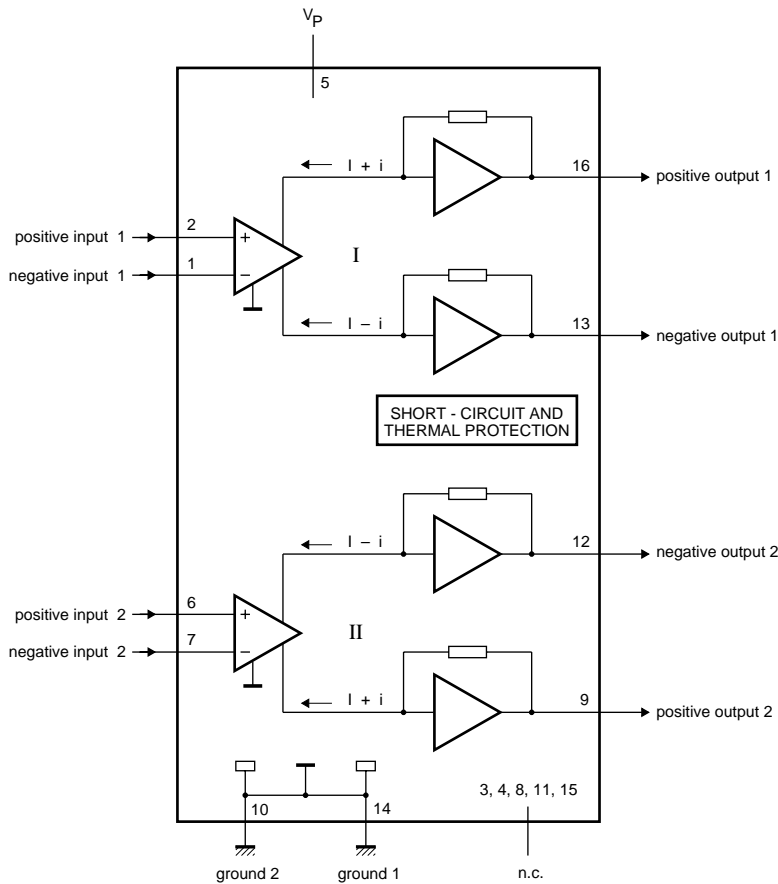 VP
5
I + i
16
positive output 1
positive input 1
2
+
I
negative input 1
1
−
I − i
13
negative output 1
SHORT - CIRCUIT AND
THERMAL PROTECTION
I − i
12
negative output 2
positive input 2
6
+
II
negative input 2
7
−
I + i
9
positive output 2
3, 4, 8, 11, 15
10
14
ground 2
ground 1
n.c.